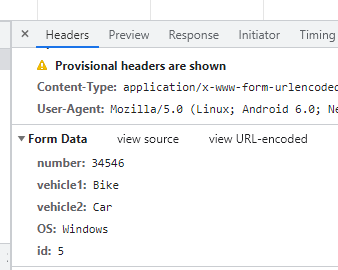 Headers Preview Response Initiator Timing
Provisional headers are shown
Content-Type: application/x-www-form-urlencoded
User-Agent: Mozilla/5.0 (Linux; Android 6.0; Ne
Form Data view source view URL-encoded
number: 34546
vehicle1: Bike
vehicle2: Car
OS: Windows
id: 5